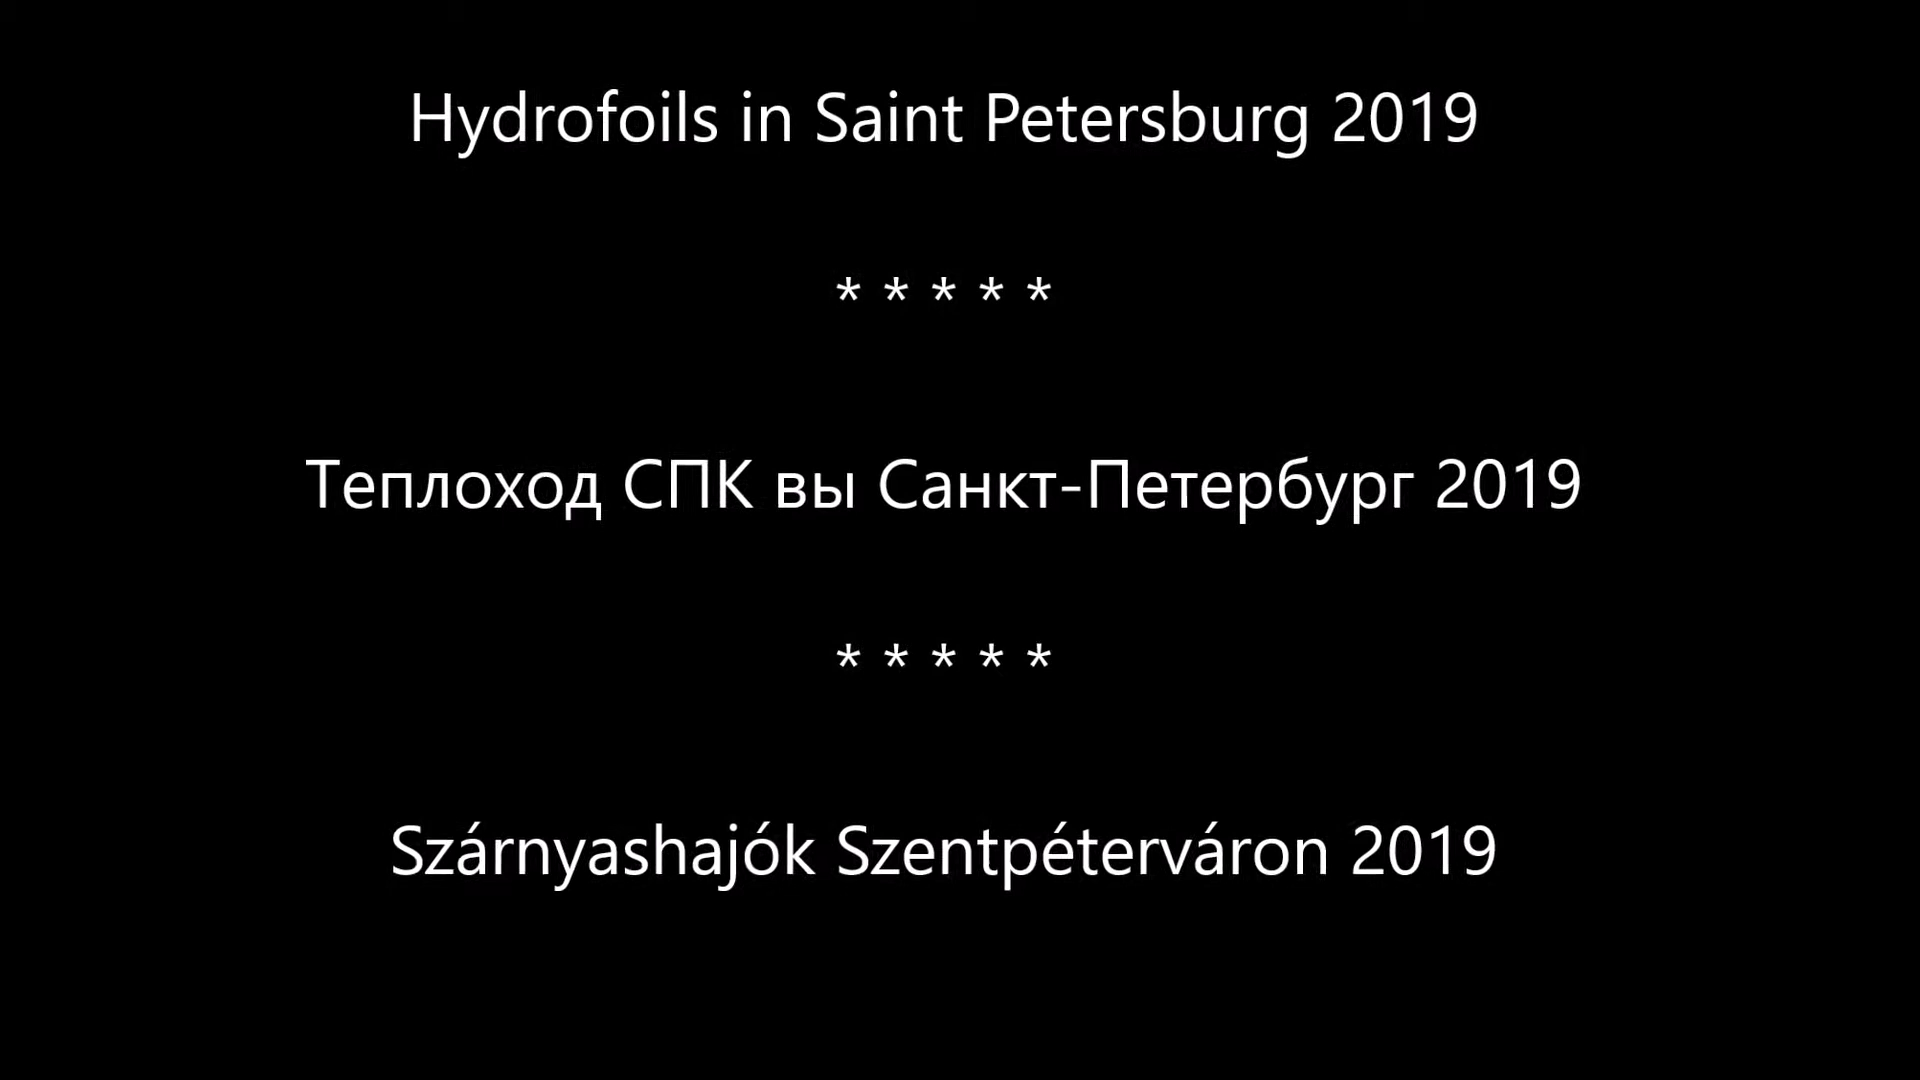 Hydrofoils in Saint Petersburg 2019
* * * * *
Теплоход СПК вы Санкт-Петербург 2019
* * * * *
Szárnyashajók Szentpéterváron 2019